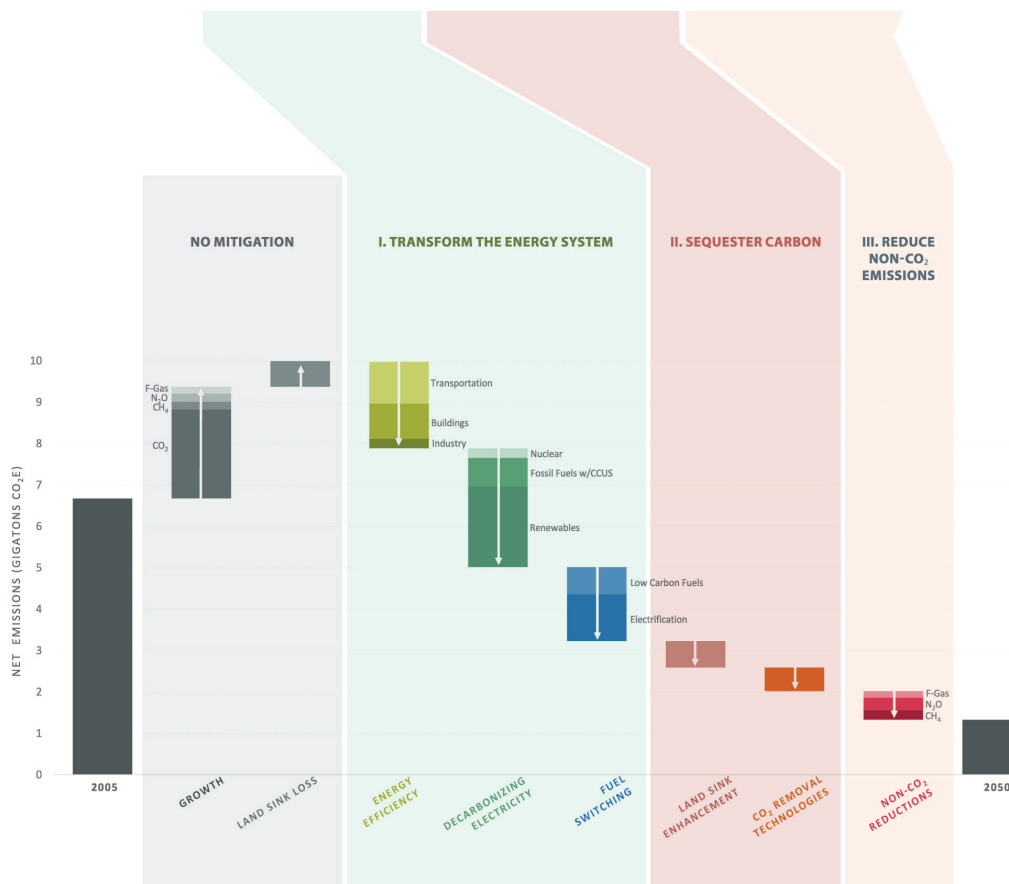 NO MITIGATION
I. TRANSFORM THE ENERGY SYSTEM
II. SEQUESTER CARBON
III. REDUCE
NON-CO₂
EMISSIONS
NET EMISSIONS (GIGATONS CO₂E)
10
9
8
7
6
5
4
3
2
1
0
F-Gas
N₂O
CH₄
CO₂
Transportation
Buildings
Industry
Nuclear
Fossil Fuels w/CCUS
Renewables
Low Carbon Fuels
Electrification
F-Gas
N₂O
CH₄
2005
GROWTH
LAND SINK LOSS
ENERGY
EFFICIENCY
DECARBONIZING
ELECTRICITY
FUEL
SWITCHING
LAND SINK
ENHANCEMENT
CO₂ REMOVAL
TECHNOLOGIES
NON-CO₂
REDUCTIONS
2050